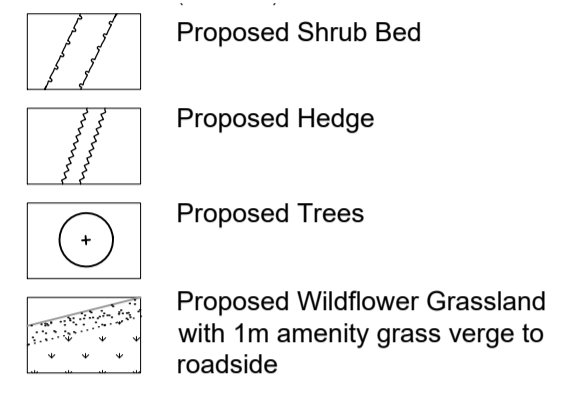 Proposed Shrub Bed
Proposed Hedge
Proposed Trees
Proposed Wildflower Grassland
with 1m amenity grass verge to
roadside